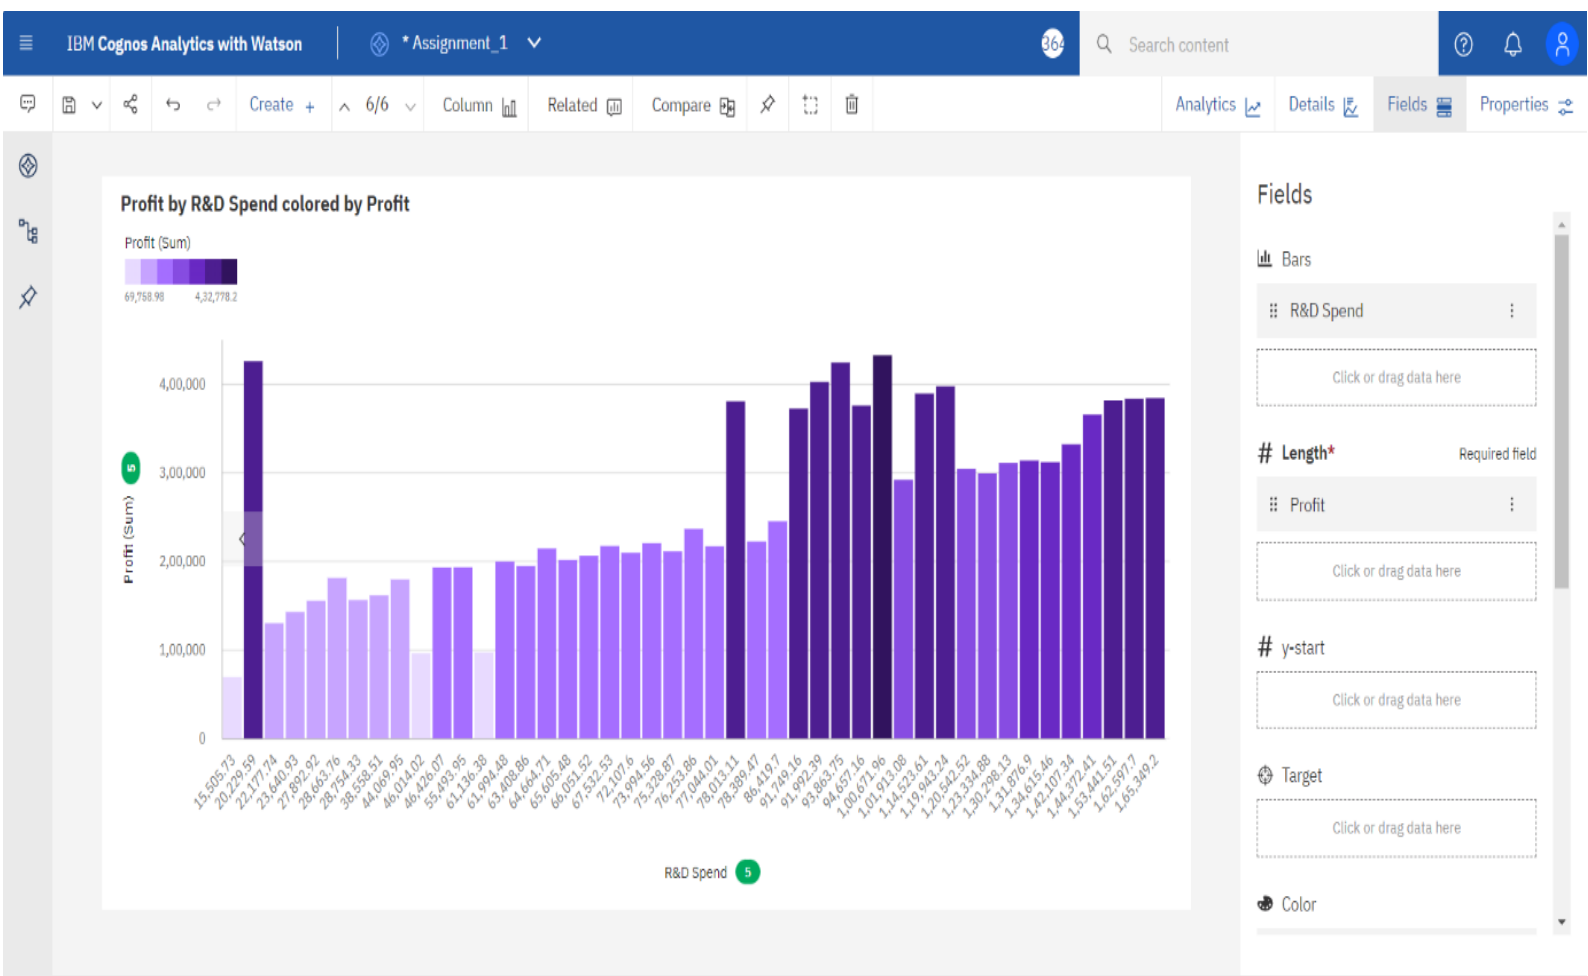 IBM Cognos Analytics with Watson
* Assignment_1
364
Search content
Create +
6/6
Column
Related
Compare
Analytics
Details
Fields
Properties
Profit by R&D Spend colored by Profit
Profit (Sum)
69,758.98 4,32,778.2
4,00,000
3,00,000
2,00,000
1,00,000
0
Profit (Sum) 5
15,505.73
20,229.59
22,177.74
23,640.93
27,892.92
28,663.76
28,754.33
38,558.51
44,069.95
46,014.02
46,426.07
55,493.95
61,136.38
61,994.48
63,408.86
64,664.71
65,605.48
66,051.52
67,532.53
72,107.6
73,994.56
75,328.87
76,253.86
77,044.01
78,013.11
78,389.47
86,419.7
91,749.16
91,992.39
93,863.75
94,657.16
1,00,671.96
1,01,913.08
1,14,523.61
1,19,943.24
1,20,542.52
1,23,334.88
1,30,298.13
1,31,876.9
1,34,615.46
1,42,107.34
1,44,372.41
1,53,441.51
1,62,597.7
1,65,349.2
R&D Spend 5
Fields
Bars
R&D Spend
Click or drag data here
# Length* Required field
Profit
Click or drag data here
# y-start
Click or drag data here
Target
Click or drag data here
Color